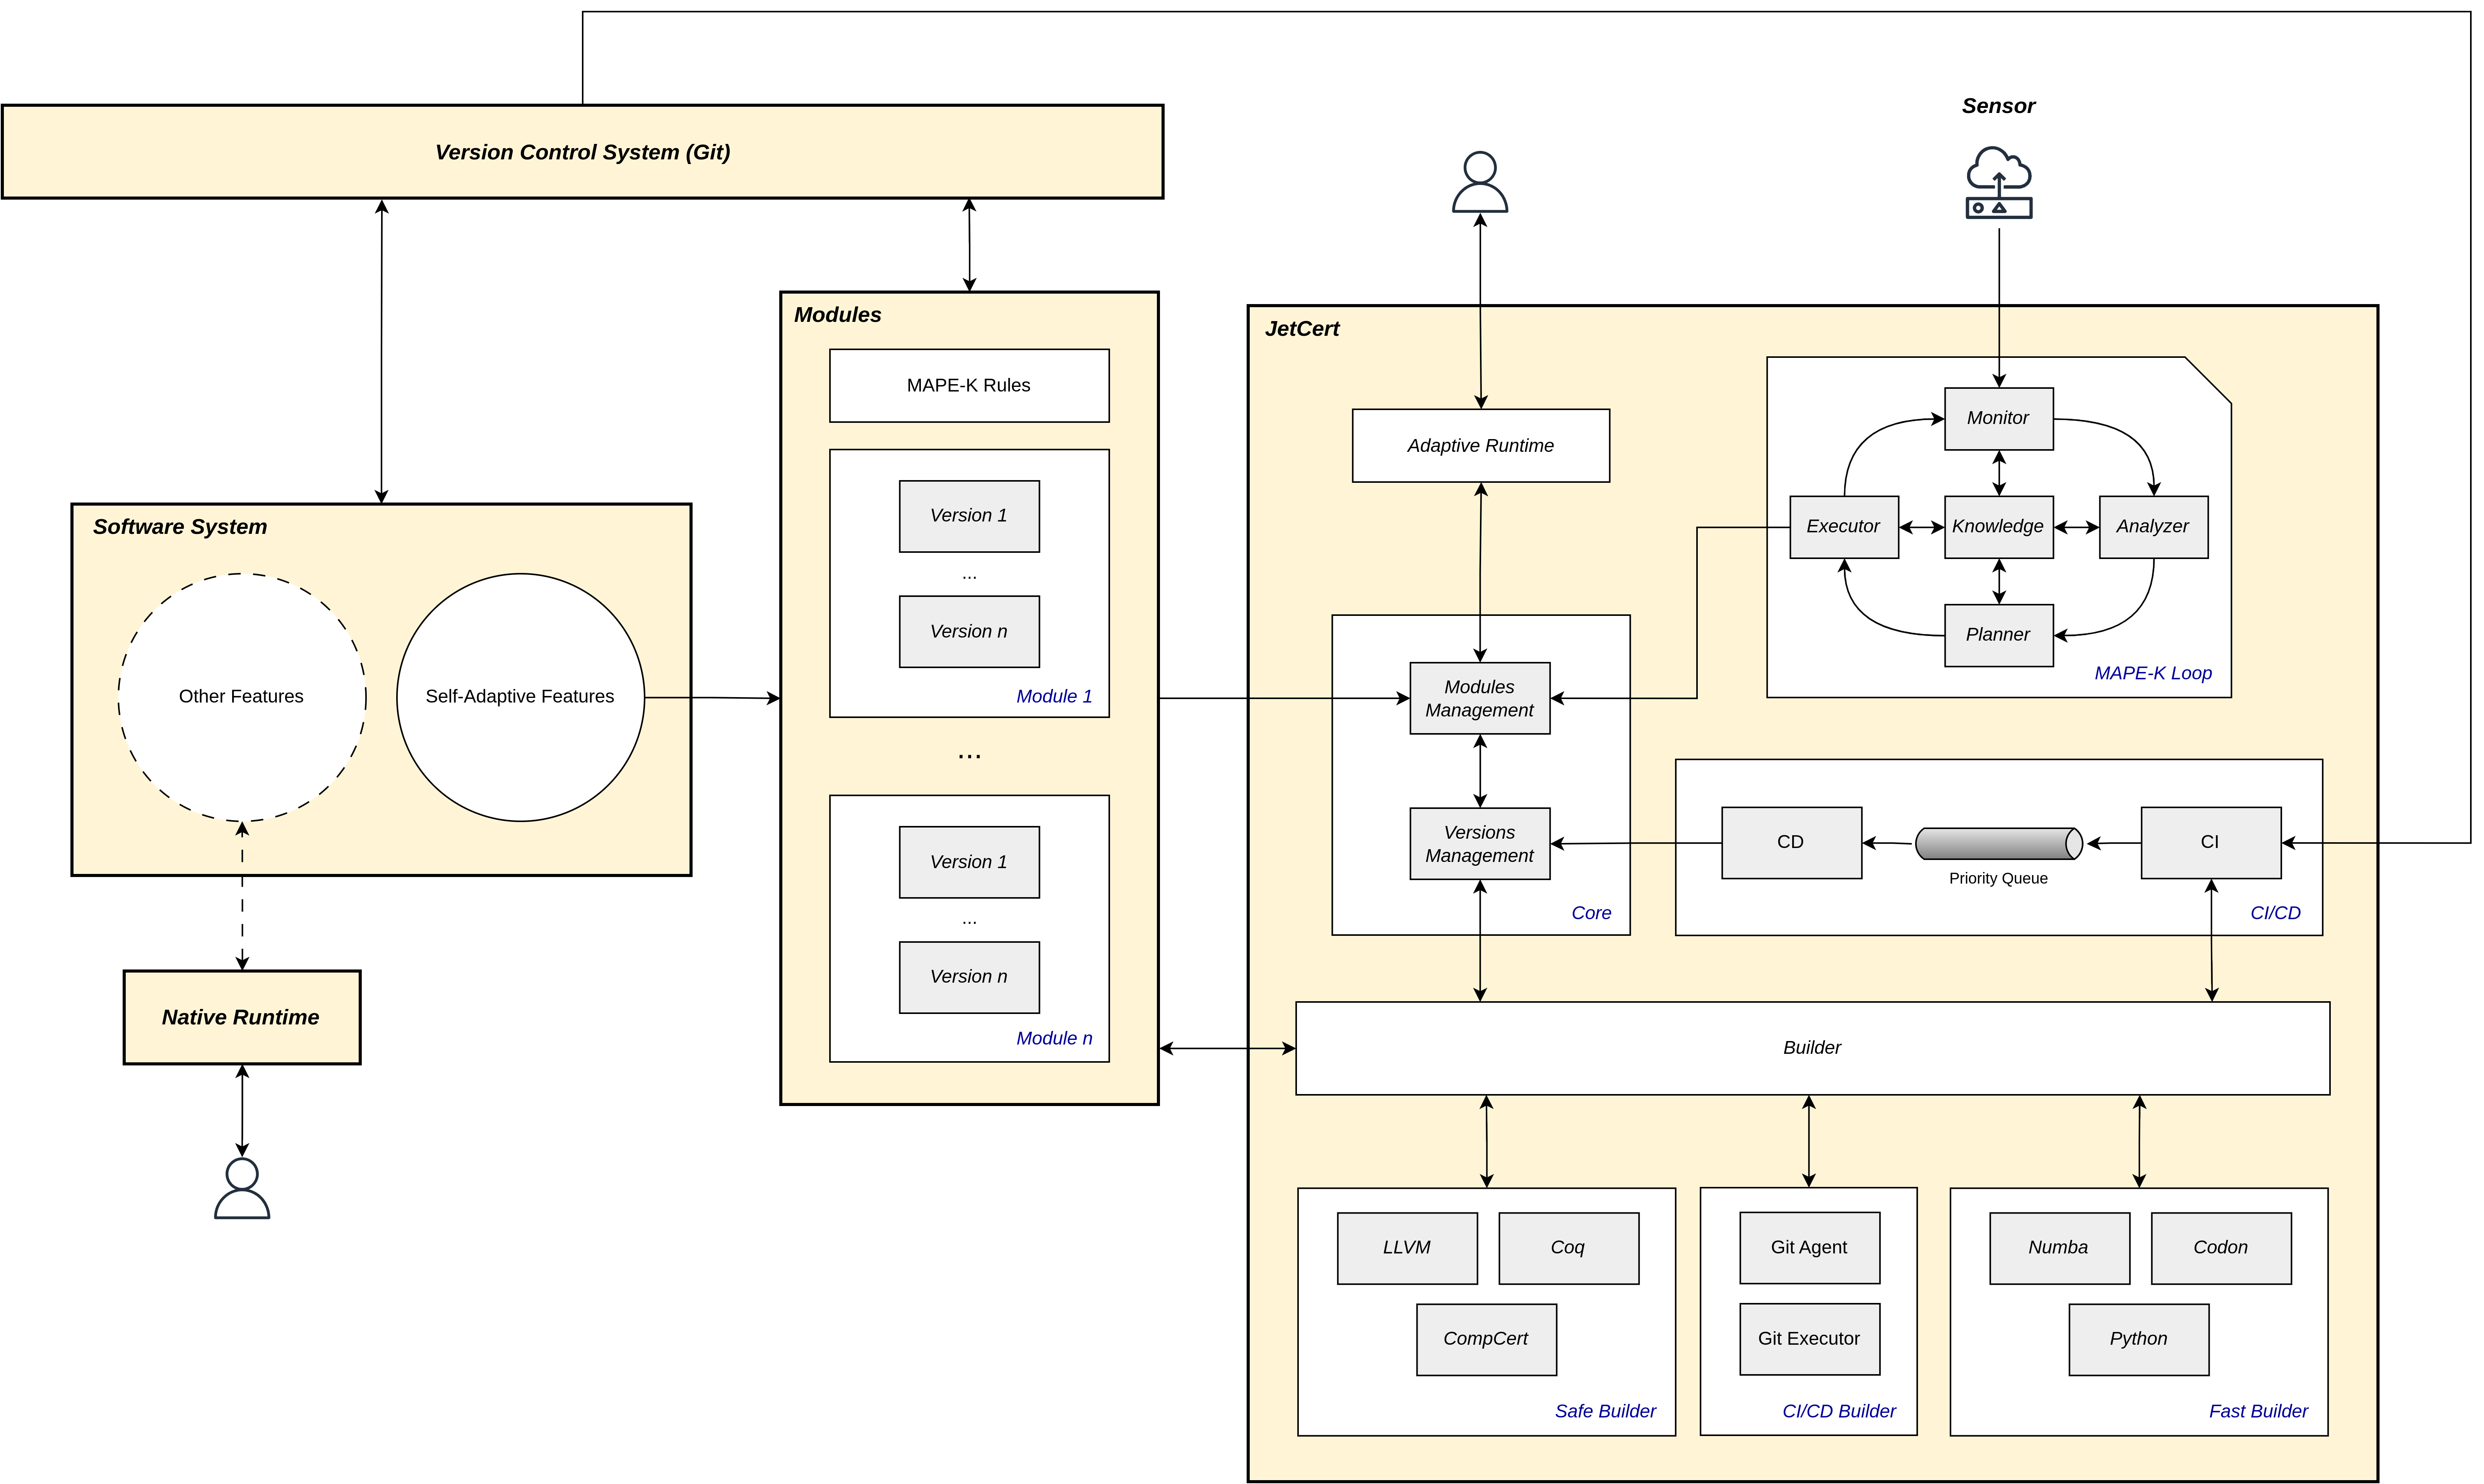 Sensor
Version Control System (Git)
Modules
MAPE-K Rules
Version 1
...
Version n
Module 1
...
Version 1
...
Version n
Module n
Software System
Other Features
Self-Adaptive Features
Native Runtime
JetCert
Adaptive Runtime
Monitor
Executor
Knowledge
Analyzer
Planner
MAPE-K Loop
Modules
Management
Versions
Management
Core
CD
Priority Queue
CI
CI/CD
Builder
LLVM
Coq
CompCert
Safe Builder
Git Agent
Git Executor
CI/CD Builder
Numba
Codon
Python
Fast Builder